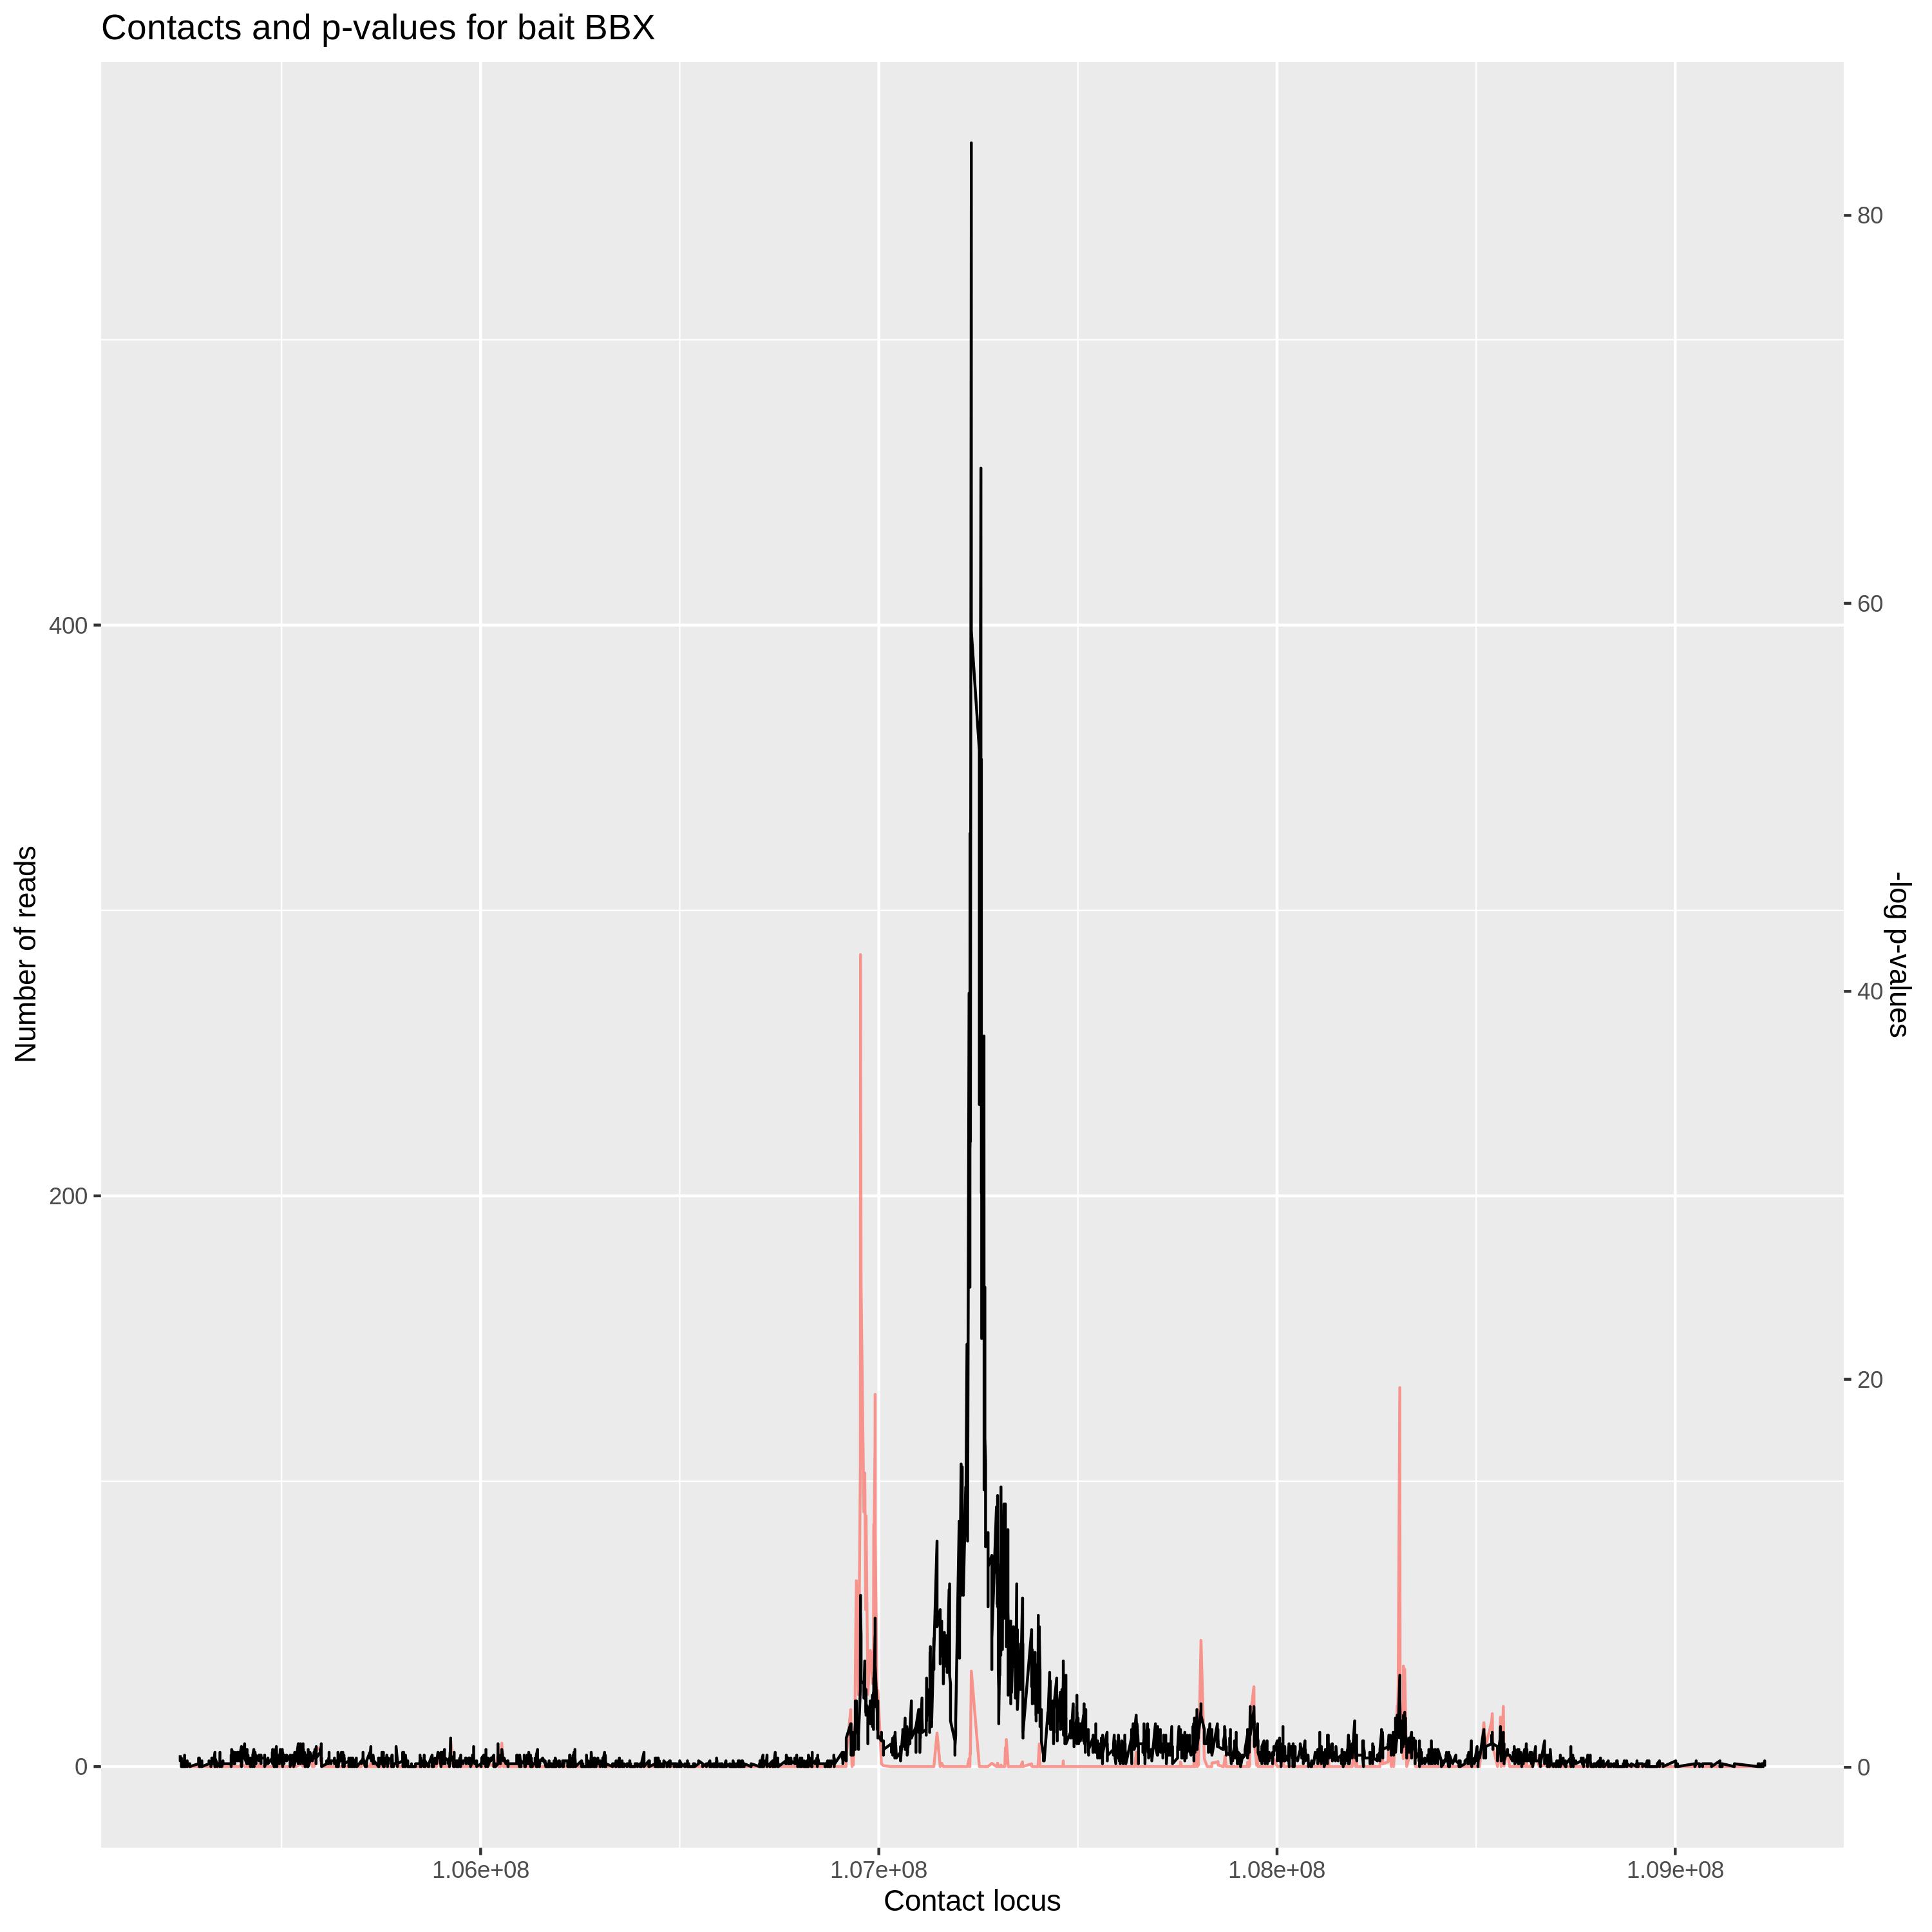 Contacts and p-values for bait BBX
Number of reads
400
200
0
80
60
40
20
0
-log p-values
1.06e+08
1.07e+08
1.08e+08
1.09e+08
Contact locus